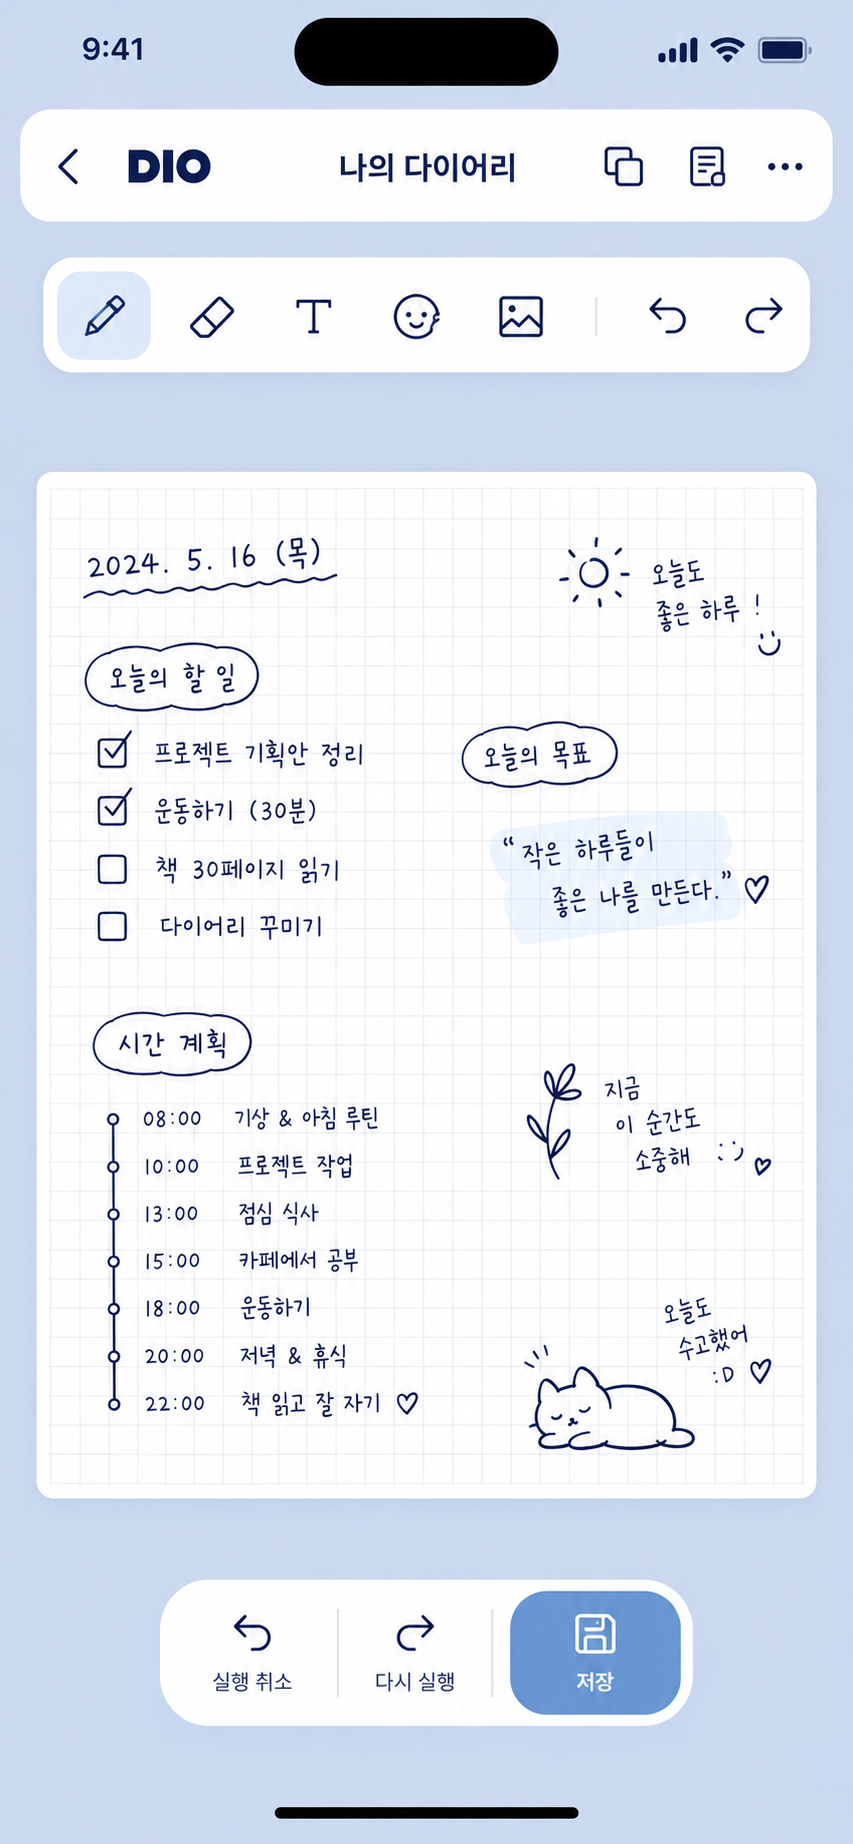 9:41
DIO
나의 다이어리
T
2024. 5. 16 (목)
오늘도
좋은 하루 !
오늘의 할 일
프로젝트 기획안 정리
운동하기 (30분)
책 30페이지 읽기
다이어리 꾸미기
오늘의 목표
“작은 하루들이
좋은 나를 만든다.”
시간 계획
08:00 기상 & 아침 루틴
10:00 프로젝트 작업
13:00 점심 식사
15:00 카페에서 공부
18:00 운동하기
20:00 저녁 & 휴식
22:00 책 읽고 잘 자기 ♡
지금
이 순간도
소중해
오늘도
수고했어
:D ♡
실행 취소
다시 실행
저장